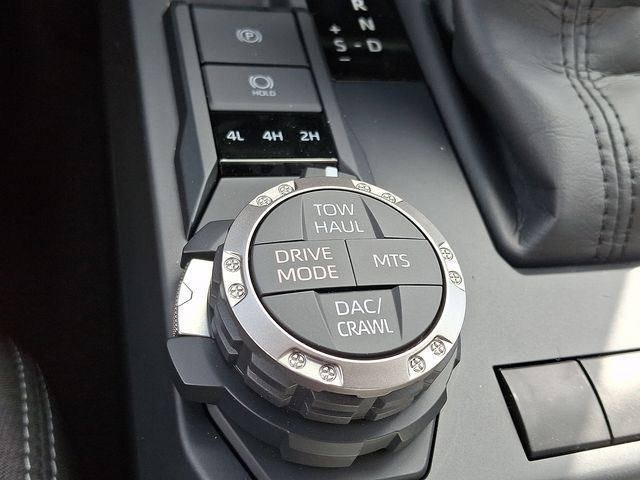 R
N
+
S - D
−
(P)
HOLD
4L 4H 2H
TOW
HAUL
DRIVE
MODE
MTS
DAC/
CRAWL